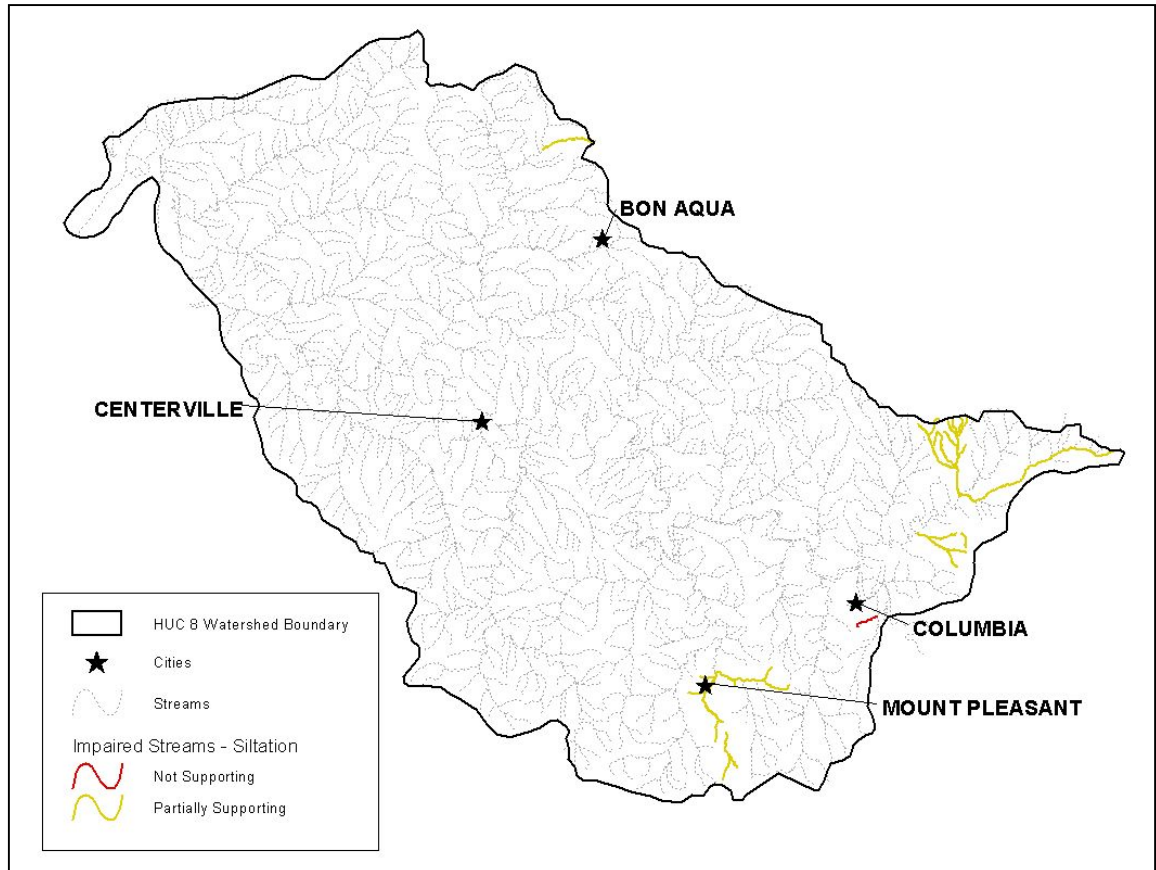 BON AQUA
CENTERVILLE
COLUMBIA
MOUNT PLEASANT
HUC 8 Watershed Boundary
Cities
Streams
Impaired Streams - Siltation
Not Supporting
Partially Supporting